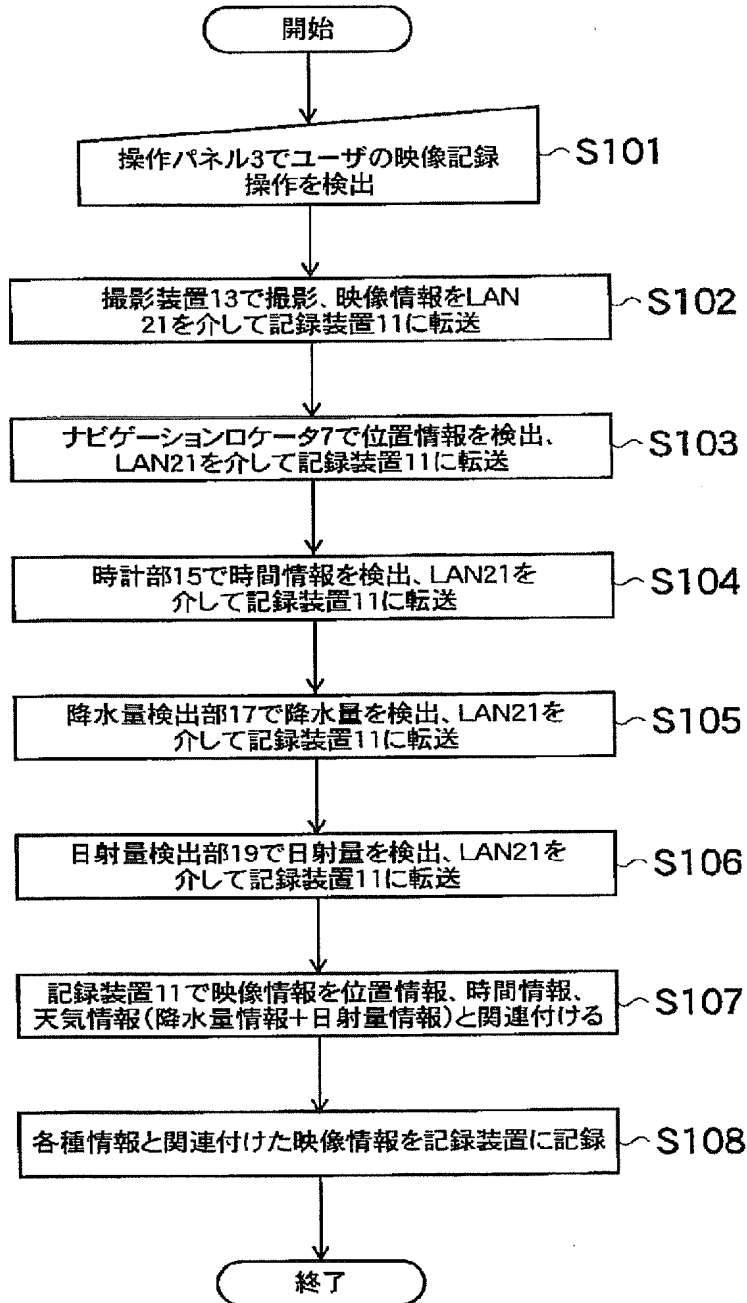 開始
操作パネル3でユーザの映像記録
操作を検出
S101
撮影装置13で撮影、映像情報をLAN
21を介して記録装置11に転送
S102
ナビゲーションロケータ7で位置情報を検出、
LAN21を介して記録装置11に転送
S103
時計部15で時間情報を検出、LAN21を
介して記録装置11に転送
S104
降水量検出部17で降水量を検出、LAN21を
介して記録装置11に転送
S105
日射量検出部19で日射量を検出、LAN21を
介して記録装置11に転送
S106
記録装置11で映像情報を位置情報、時間情報、
天気情報(降水量情報+日射量情報)と関連付ける
S107
各種情報と関連付けた映像情報を記録装置に記録
S108
終了